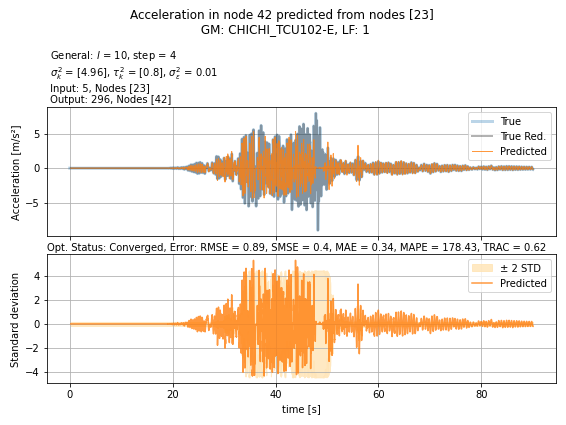 Acceleration in node 42 predicted from nodes [23]
GM: CHICHI_TCU102-E, LF: 1
General: l = 10, step = 4
σ²ₖ = [4.96], τ²ₖ = [0.8], σ²ε = 0.01
Input: 5, Nodes [23]
Output: 296, Nodes [42]
Acceleration [m/s²]
5
0
−5
True
True Red.
Predicted
Opt. Status: Converged, Error: RMSE = 0.89, SMSE = 0.4, MAE = 0.34, MAPE = 178.43, TRAC = 0.62
Standard deviation
4
2
0
−2
−4
± 2 STD
Predicted
0 20 40 60 80
time [s]